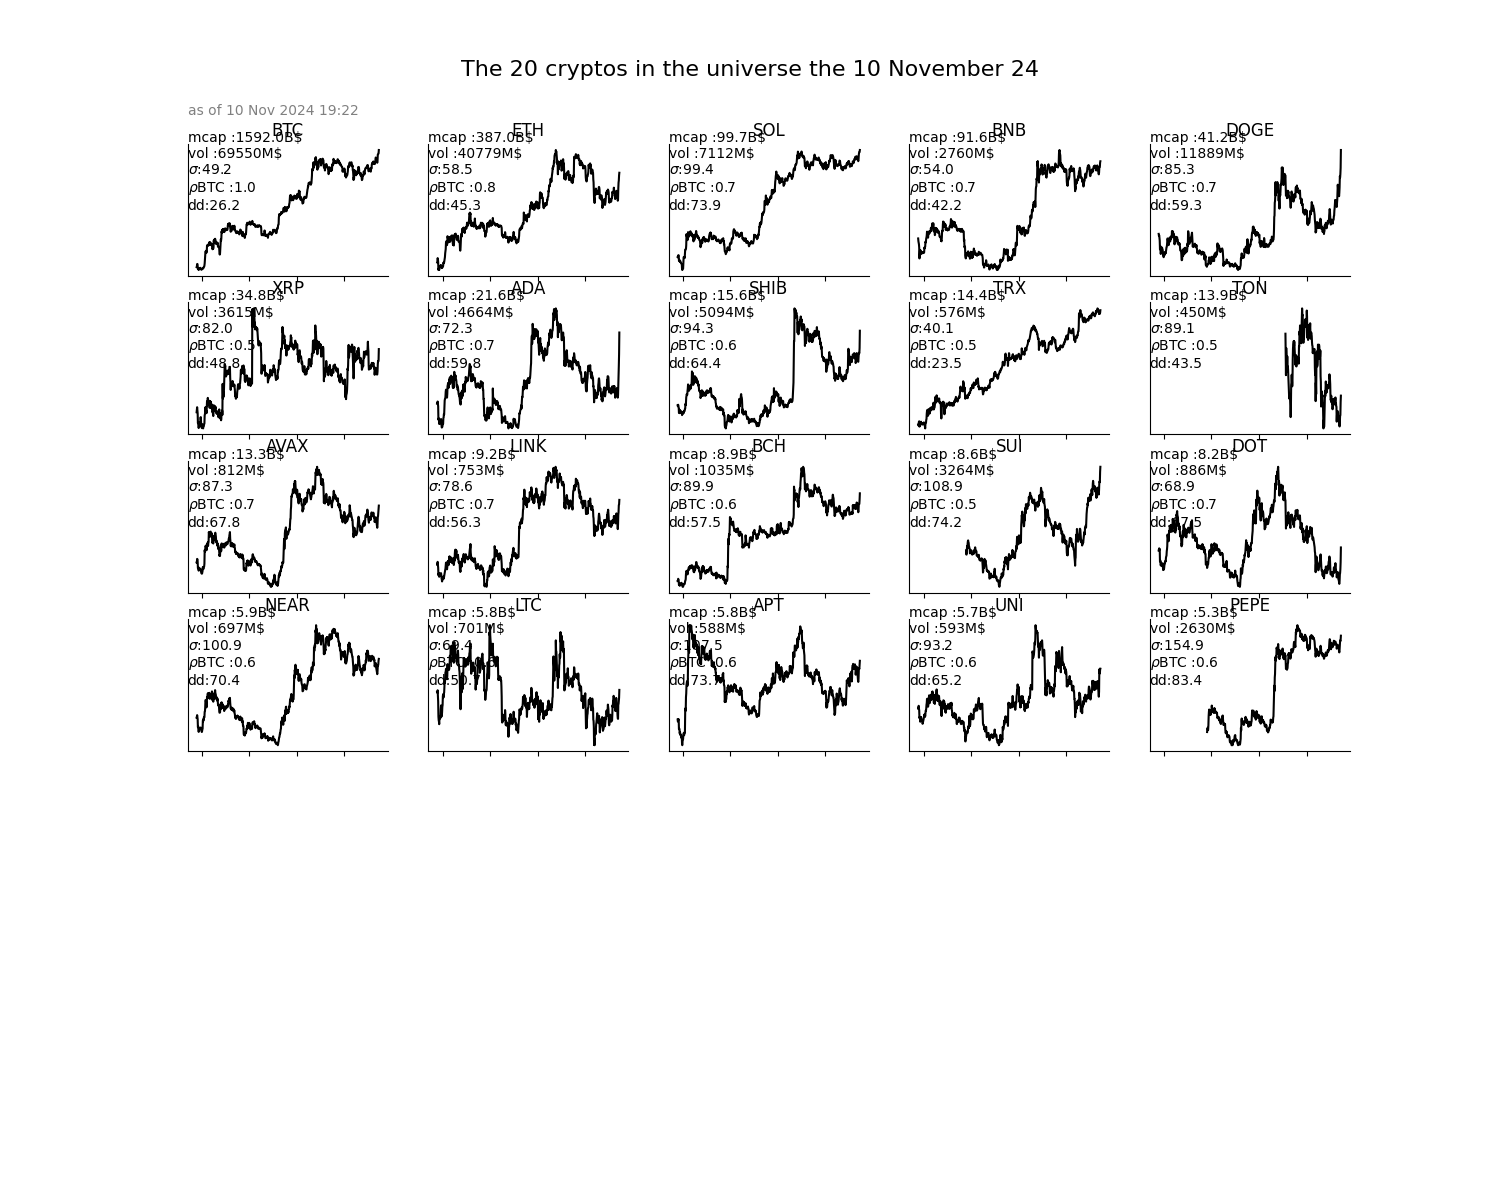 The 20 cryptos in the universe the 10 November 24
as of 10 Nov 2024 19:22
BTC
mcap :1592.0B$
vol :69550M$
σ:49.2
ρBTC :1.0
dd:26.2
ETH
mcap :387.0B$
vol :40779M$
σ:58.5
ρBTC :0.8
dd:45.3
SOL
mcap :99.7B$
vol :7112M$
σ:99.4
ρBTC :0.7
dd:73.9
BNB
mcap :91.6B$
vol :2760M$
σ:54.0
ρBTC :0.7
dd:42.2
DOGE
mcap :41.2B$
vol :11889M$
σ:85.3
ρBTC :0.7
dd:59.3
XRP
mcap :34.8B$
vol :3615M$
σ:82.0
ρBTC :0.5
dd:48.8
ADA
mcap :21.6B$
vol :4664M$
σ:72.3
ρBTC :0.7
dd:59.8
SHIB
mcap :15.6B$
vol :5094M$
σ:94.3
ρBTC :0.6
dd:64.4
TRX
mcap :14.4B$
vol :576M$
σ:40.1
ρBTC :0.5
dd:23.5
TON
mcap :13.9B$
vol :450M$
σ:89.1
ρBTC :0.5
dd:43.5
AVAX
mcap :13.3B$
vol :812M$
σ:87.3
ρBTC :0.7
dd:67.8
LINK
mcap :9.2B$
vol :753M$
σ:78.6
ρBTC :0.7
dd:56.3
BCH
mcap :8.9B$
vol :1035M$
σ:89.9
ρBTC :0.6
dd:57.5
SUI
mcap :8.6B$
vol :3264M$
σ:108.9
ρBTC :0.5
dd:74.2
DOT
mcap :8.2B$
vol :886M$
σ:68.9
ρBTC :0.7
NEAR
mcap :5.9B$
vol :697M$
σ:100.9
ρBTC :0.6
dd:70.4
LTC
mcap :5.8B$
vol :701M$
APT
mcap :5.8B$
vol :588M$
σ:107.5
ρBTC :0.6
UNI
mcap :5.7B$
vol :593M$
σ:93.2
ρBTC :0.6
dd:65.2
PEPE
mcap :5.3B$
vol :2630M$
σ:154.9
ρBTC :0.6
dd:83.4